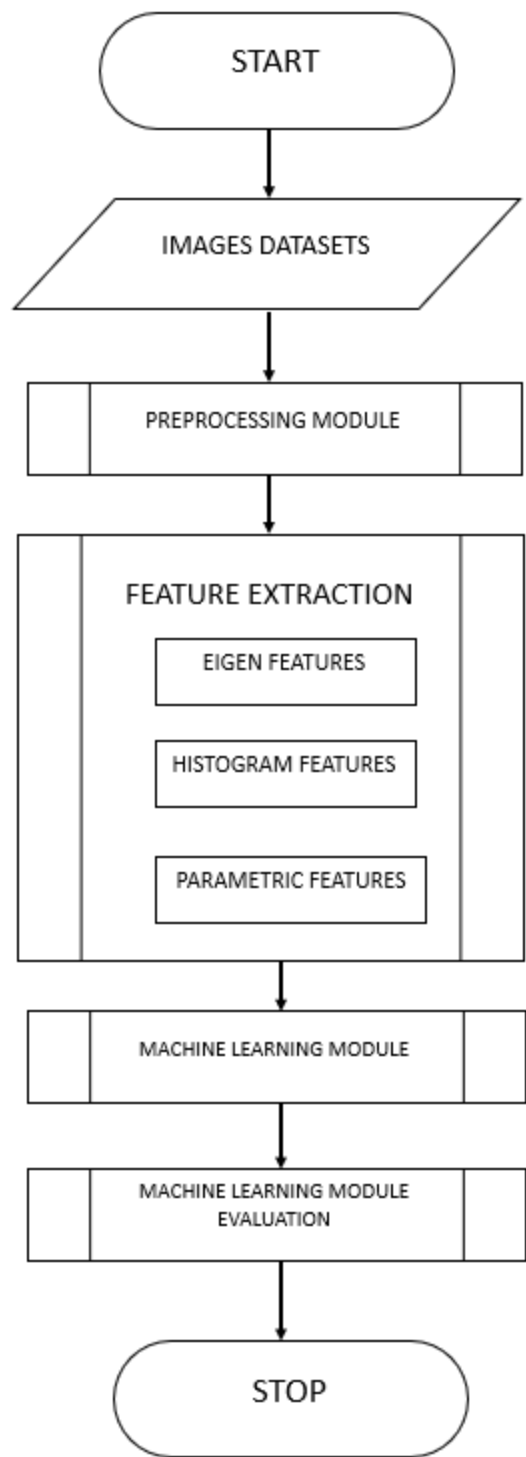 START
IMAGES DATASETS
PREPROCESSING MODULE
FEATURE EXTRACTION
EIGEN FEATURES
HISTOGRAM FEATURES
PARAMETRIC FEATURES
MACHINE LEARNING MODULE
MACHINE LEARNING MODULE
EVALUATION
STOP